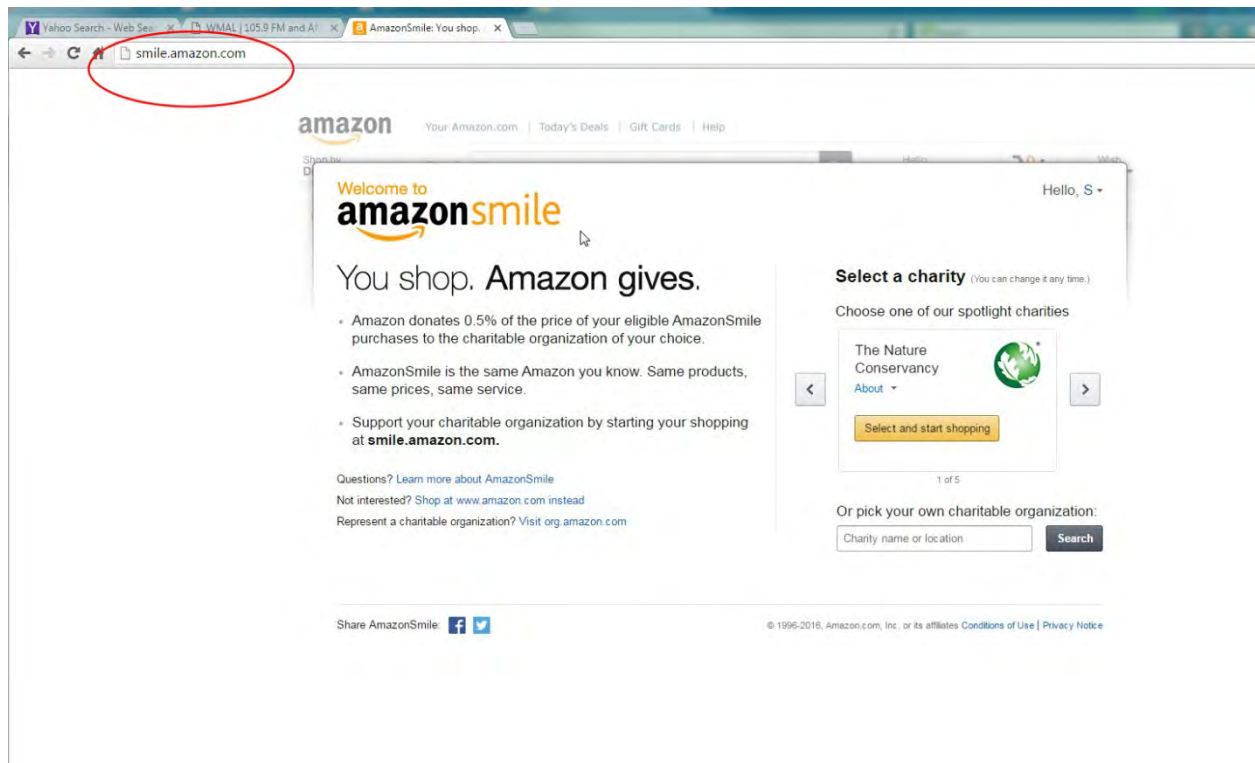 Yahoo Search - Web Sea
WMAL | 105.9 FM and A
AmazonSmile: You shop.
smile.amazon.com
amazon
Your Amazon.com | Today's Deals | Gift Cards | Help
Shop by
Hello
Wish
Welcome to
amazonsmile
Hello, S
You shop. Amazon gives.
• Amazon donates 0.5% of the price of your eligible AmazonSmile
purchases to the charitable organization of your choice.
• AmazonSmile is the same Amazon you know. Same products,
same prices, same service.
• Support your charitable organization by starting your shopping
at smile.amazon.com.
Questions? Learn more about AmazonSmile
Not interested? Shop at www.amazon.com instead
Represent a charitable organization? Visit org.amazon.com
Select a charity (You can change it any time.)
Choose one of our spotlight charities
The Nature
Conservancy
About
Select and start shopping
1 of 5
Or pick your own charitable organization:
Charity name or location
Search
Share AmazonSmile:
© 1996-2016, Amazon.com, Inc. or its affiliates Conditions of Use | Privacy Notice